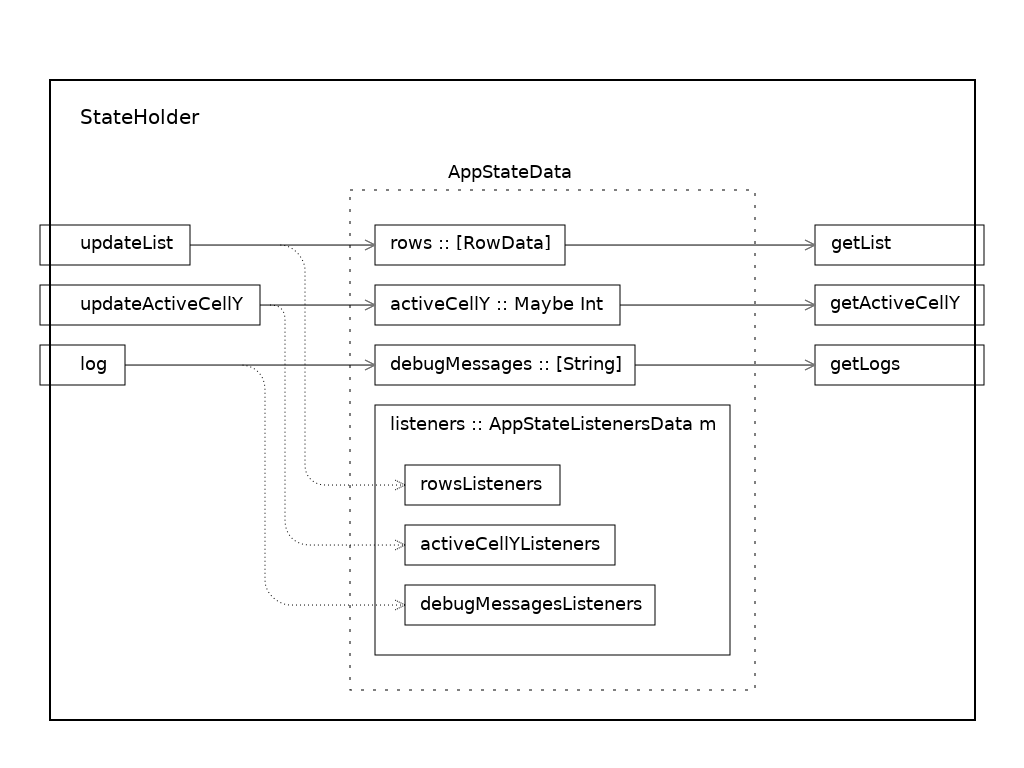 StateHolder
AppStateData
updateList
rows :: [RowData]
getList
updateActiveCellY
activeCellY :: Maybe Int
getActiveCellY
log
debugMessages :: [String]
getLogs
listeners :: AppStateListenersData m
rowsListeners
activeCellYListeners
debugMessagesListeners